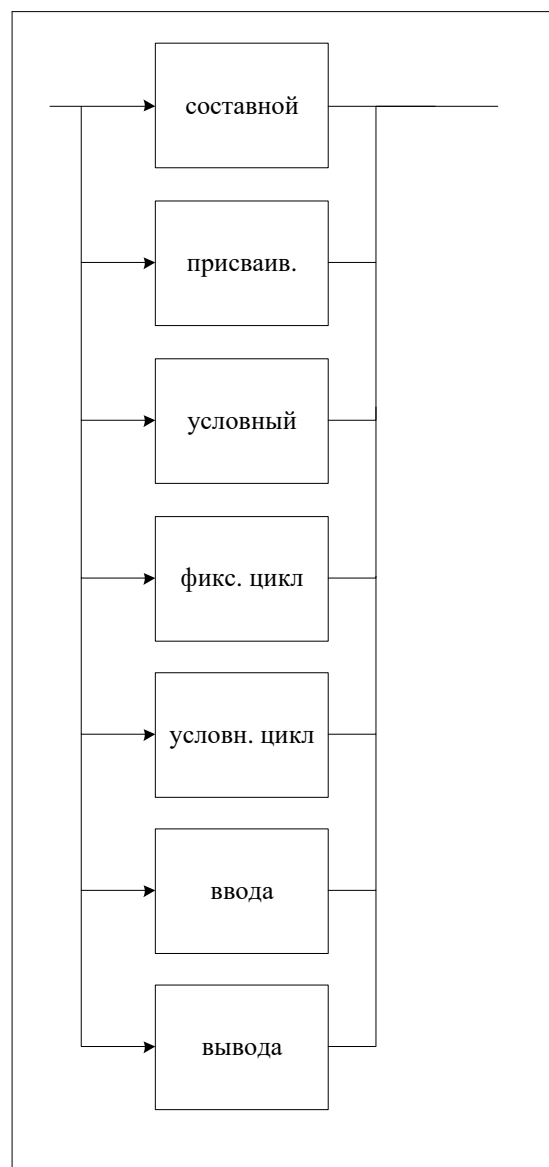 составной
присваив.
условный
фикс. цикл
условн. цикл
ввода
вывода